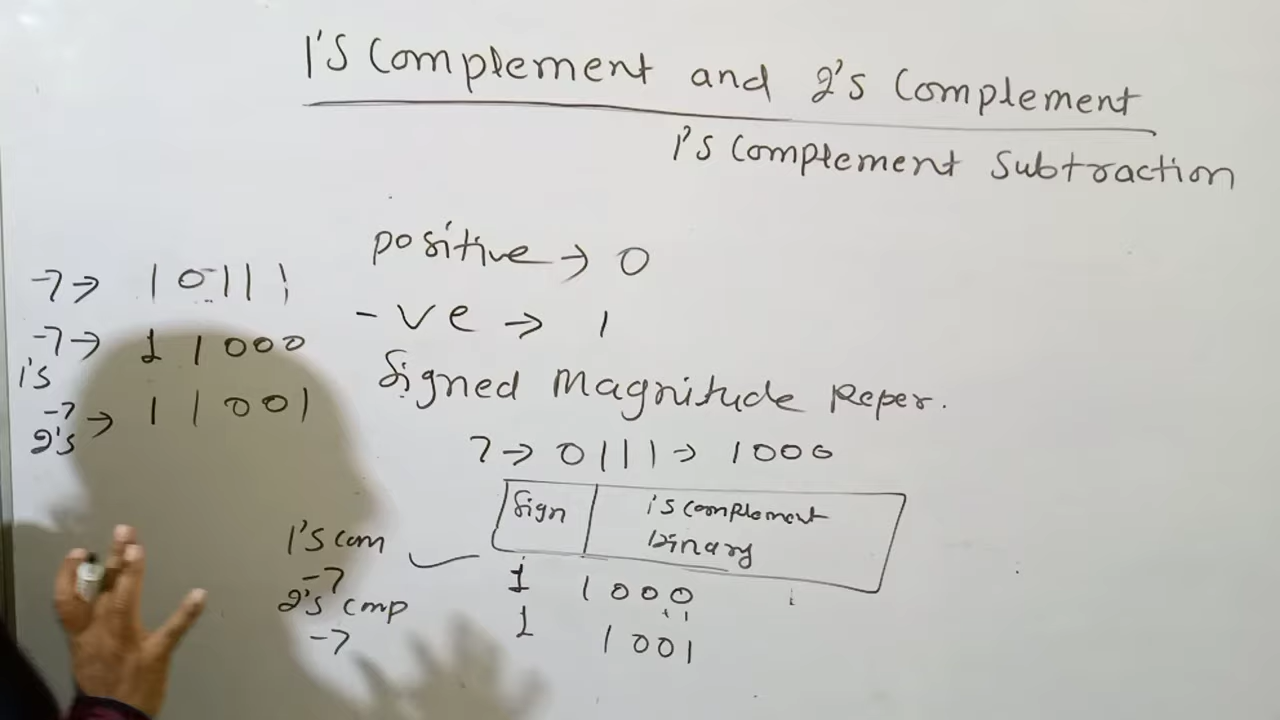 1's Complement and 2's Complement
1's Complement Subtraction
positive → 0
-ve → 1
Signed Magnitude Reper.
7 → 0111 → 1000
Sign | 1's complement binary
1's com -7 1 1000
2's cmp -7 1 1001
-7 → 10111
-7 1's → 11000
-7 2's → 11001